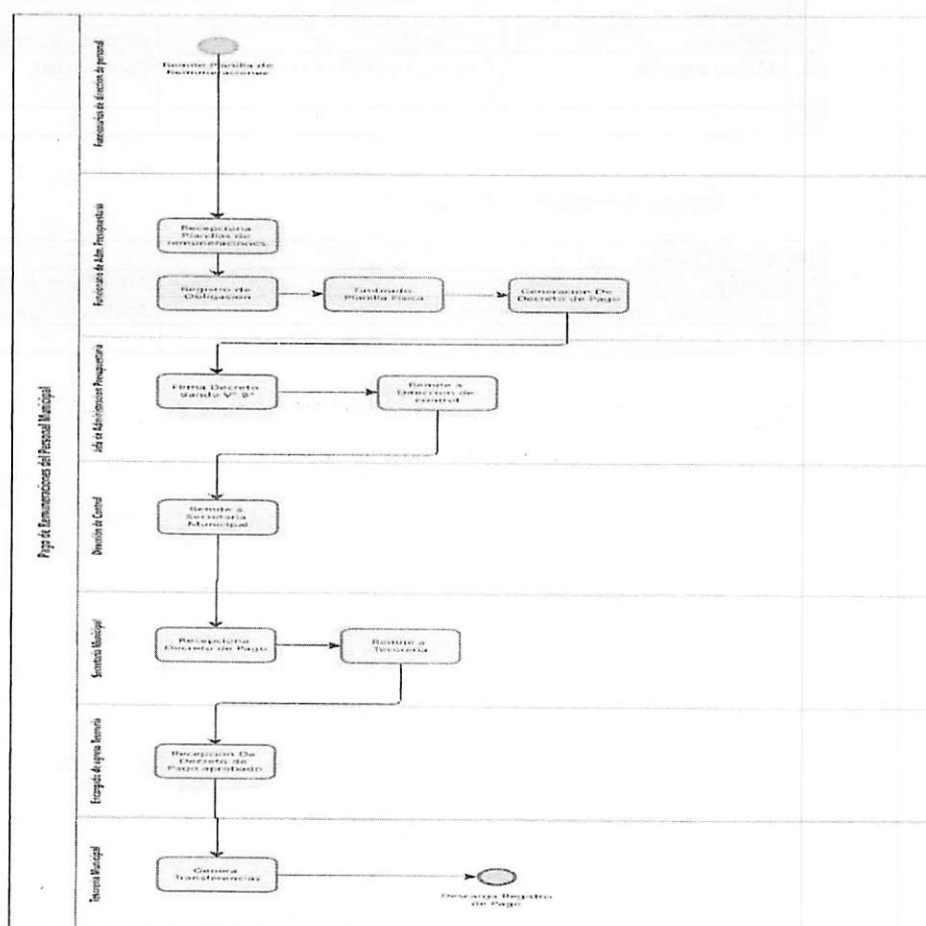 Pago de Remuneraciones del Personal Municipal
Funcionarios de dirección de personal
Remite Planilla de
Remuneraciones
Funcionario de Adm. Presupuestaria
Recepciona
Planillas de
remuneraciones
Registro de
Obligación
Timbrado
Planilla Física
Generación De
Decreto de Pago
Jefa de Administración Presupuestaria
Firma Decreto
dando V° B°
Remite a
Dirección de
control
Dirección de Control
Remite a
Secretaría
Municipal
Secretaría Municipal
Recepciona
Decreto de Pago
Remite a
Tesorería
Encargado de egreso Tesorería
Recepción De
Decreto de
Pago aprobado
Tesorera Municipal
Genera
Transferencias
Descarga Registro
de Pago